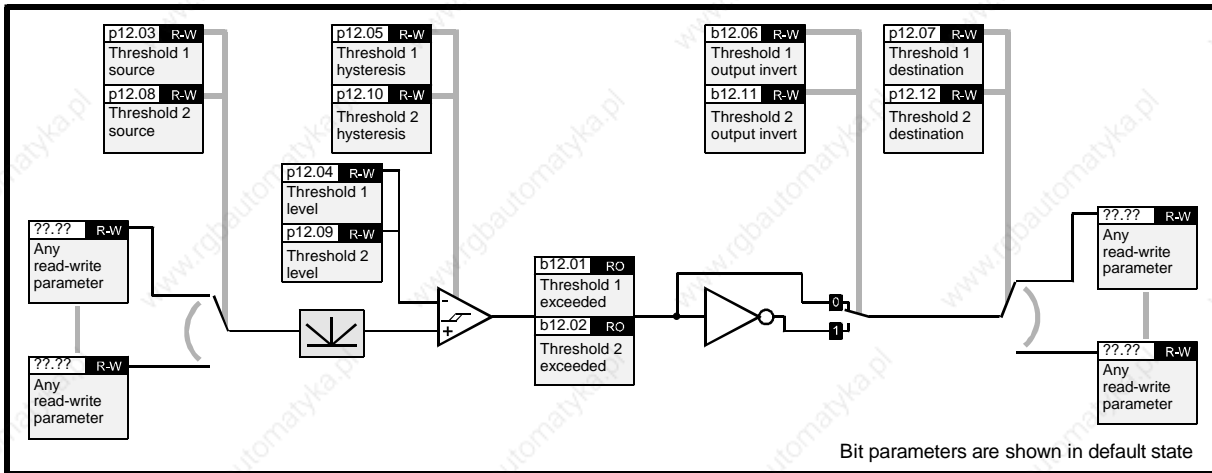 p12.03 R-W
Threshold 1
source
p12.08 R-W
Threshold 2
source
p12.05 R-W
Threshold 1
hysteresis
p12.10 R-W
Threshold 2
hysteresis
b12.06 R-W
Threshold 1
output invert
b12.11 R-W
Threshold 2
output invert
p12.07 R-W
Threshold 1
destination
p12.12 R-W
Threshold 2
destination
p12.04 R-W
Threshold 1
level
p12.09 R-W
Threshold 2
level
??.?? R-W
Any
read-write
parameter
??.?? R-W
Any
read-write
parameter
-
+
b12.01 RO
Threshold 1
exceeded
b12.02 RO
Threshold 2
exceeded
0
1
??.?? R-W
Any
read-write
parameter
??.?? R-W
Any
read-write
parameter
Bit parameters are shown in default state
www.rgbautomatyka.pl